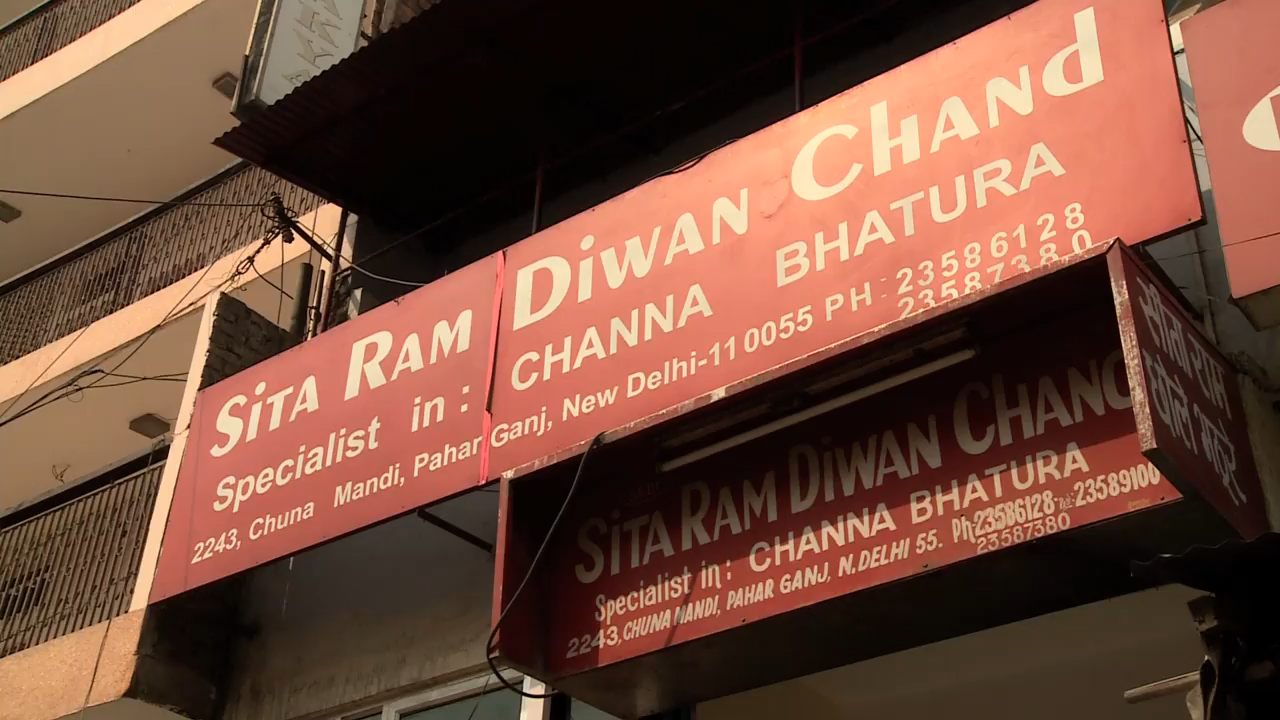 Sita Ram Diwan Chand
Specialist in : CHANNA BHATURA
2243, Chuna Mandi, Pahar Ganj, New Delhi-110055 PH : 23586128
23587380
SiTA RAM DiWAN CHAND
Specialist in : CHANNA BHATURA
2243, CHUNA MANDI, PAHAR GANJ, N. DELHI 55. Ph-23586128 23589100
23587380
सीता राम
छोले भटूरे